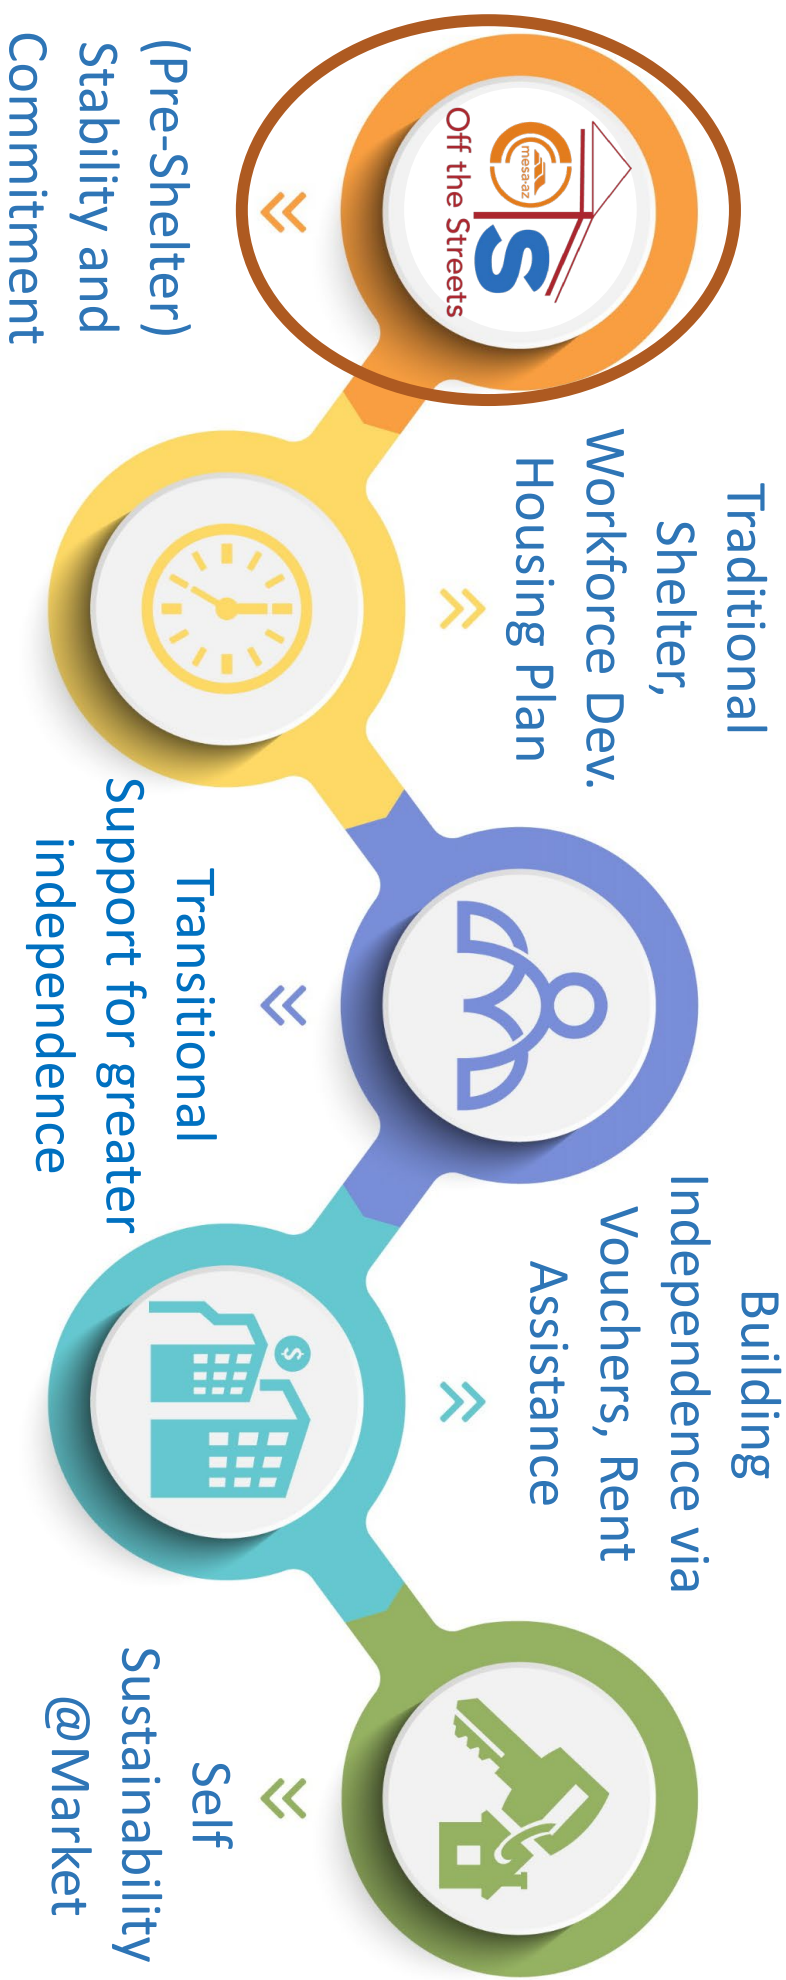 mesa·az
S
Off the Streets
(Pre-Shelter)
Stability and
Commitment
Traditional
Shelter,
Workforce Dev.
Housing Plan
Transitional
Support for greater
independence
$
Building
Independence via
Vouchers, Rent
Assistance
Self
Sustainability
@Market